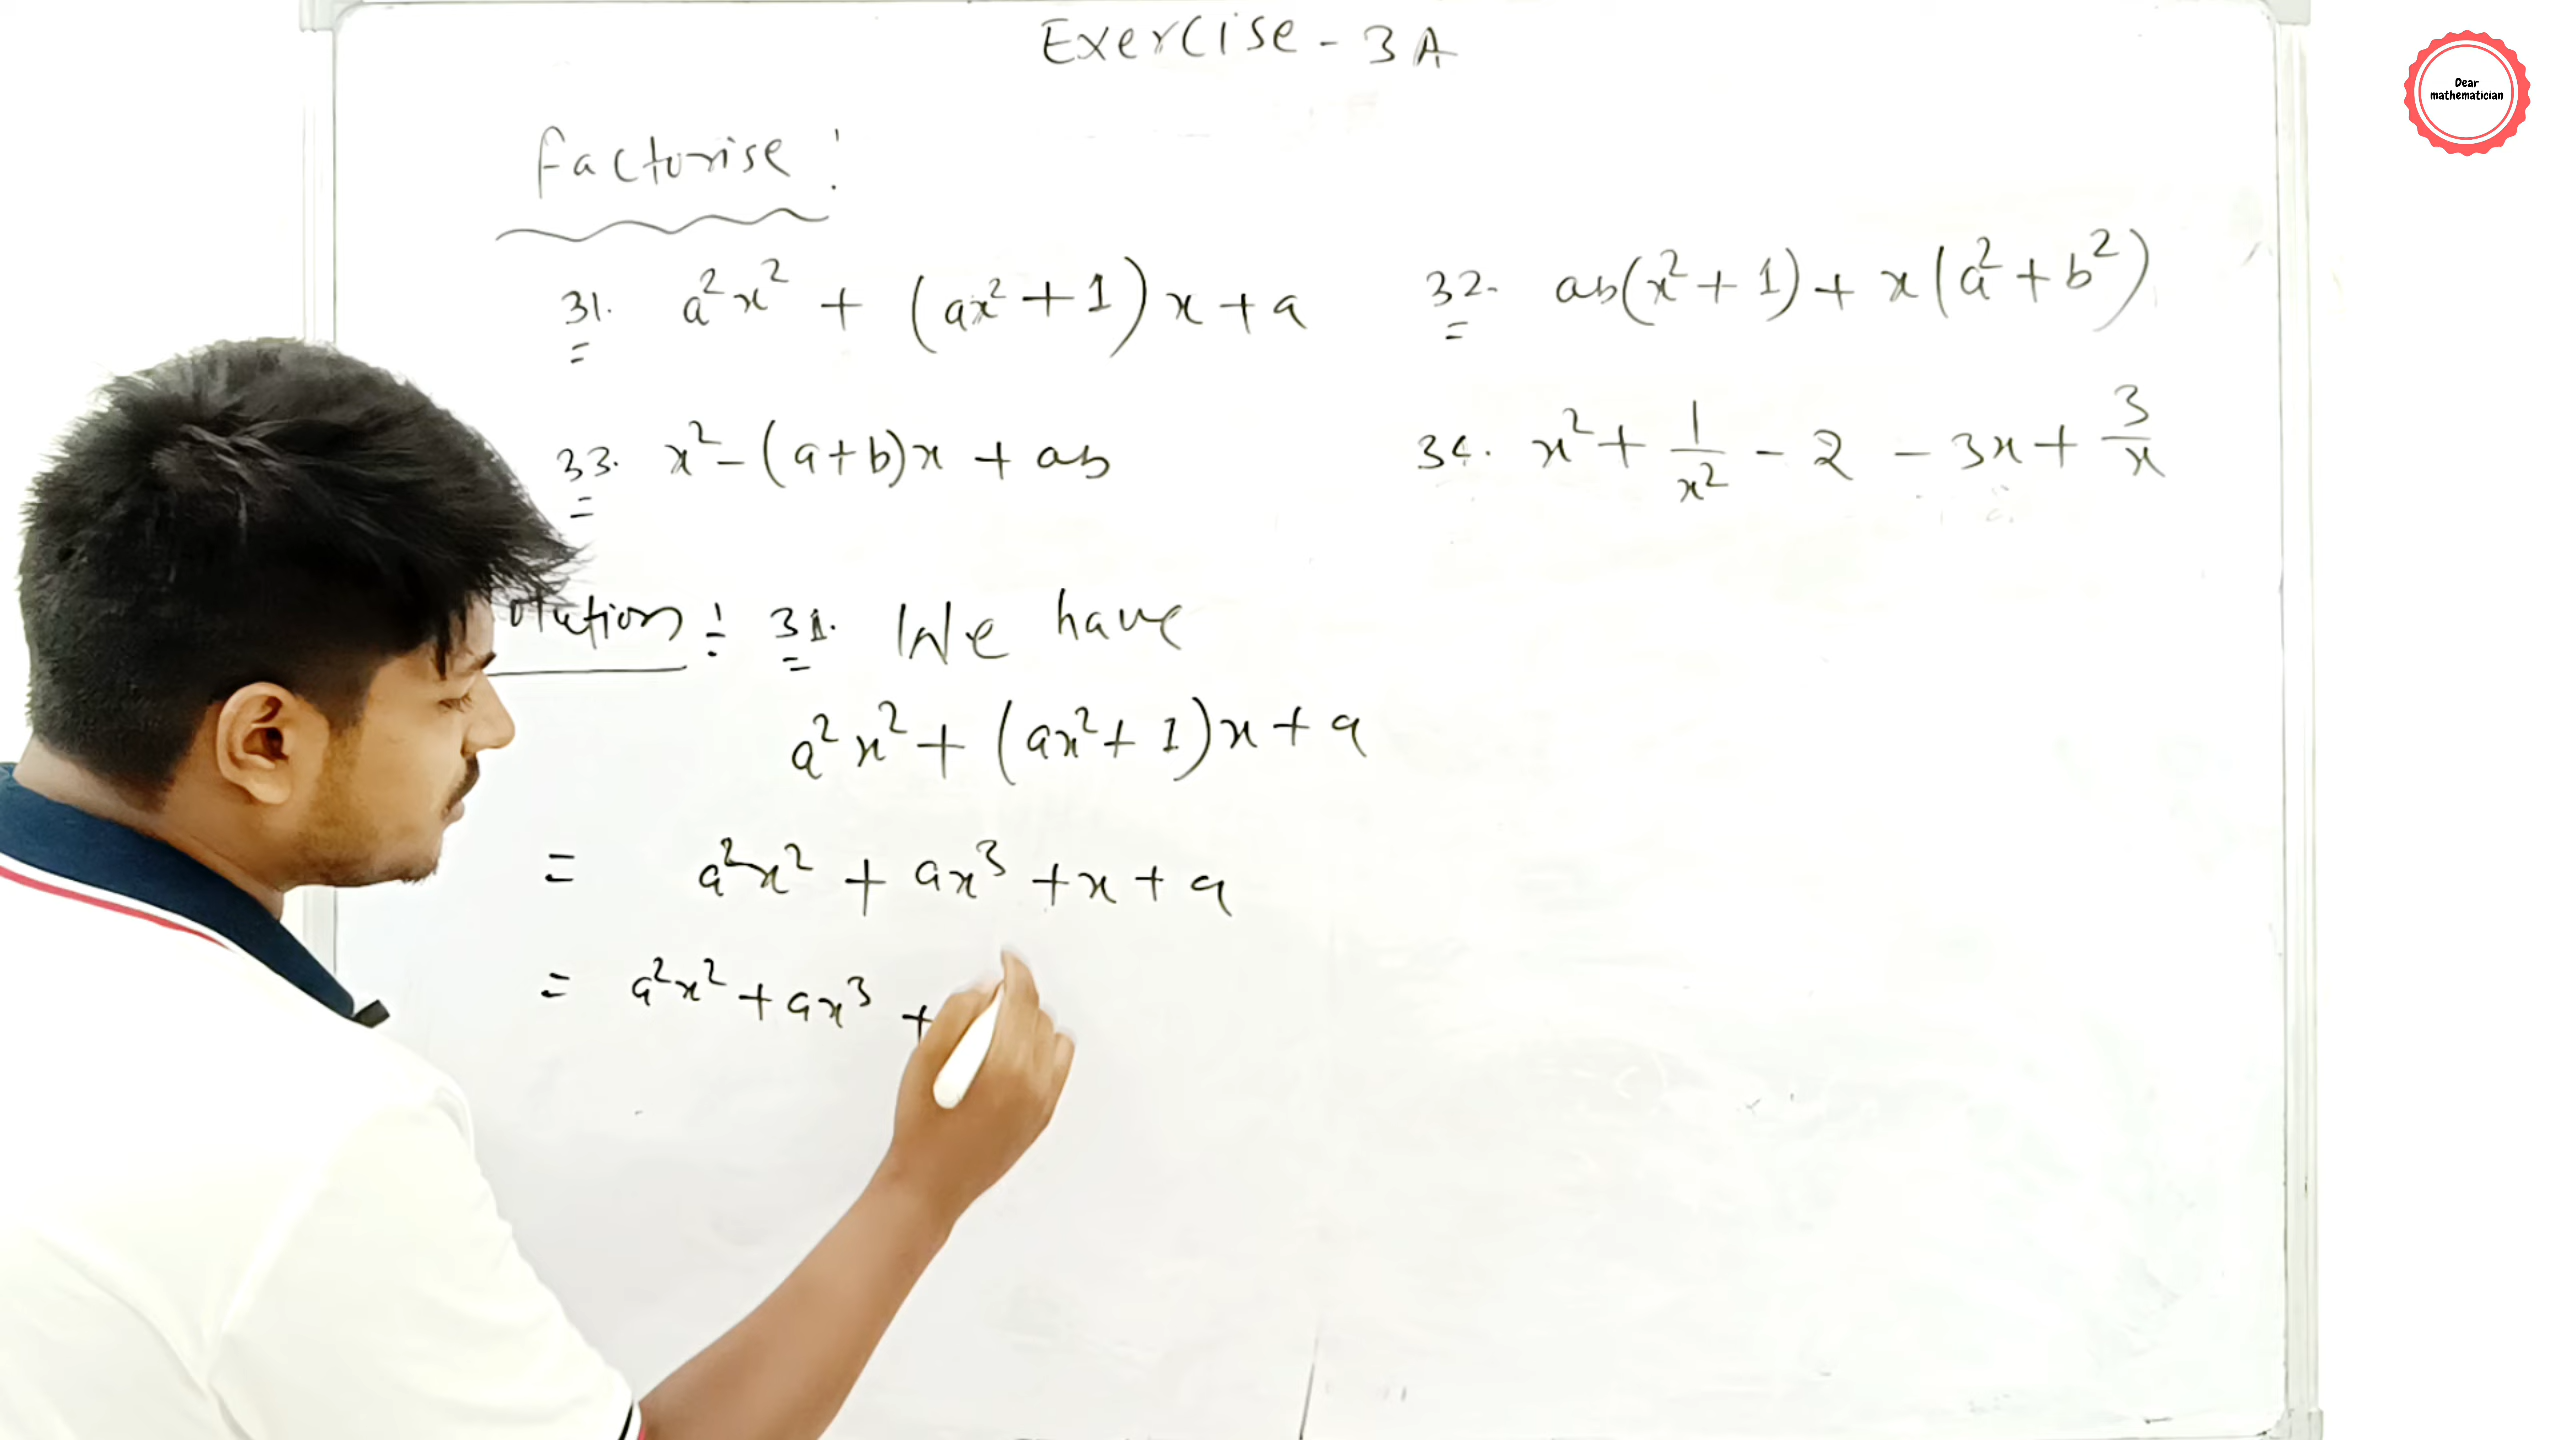 Exercise - 3A
Dear
mathematician
Factorise :
31. a²x² + (ax² + 1)x + a
32. ab(x² + 1) + x(a² + b²)
33. x² - (a+b)x + ab
34. x² + 1/x² - 2 - 3x + 3/x
olution : 31. We have
a²x² + (ax² + 1)x + a
= a²x² + ax³ + x + a
= a²x² + ax³ +